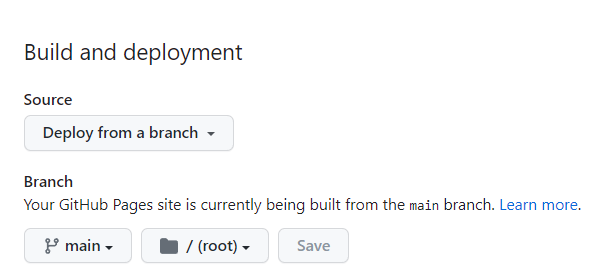 Build and deployment
Source
Deploy from a branch
Branch
Your GitHub Pages site is currently being built from the main branch. Learn more.
main / (root) Save